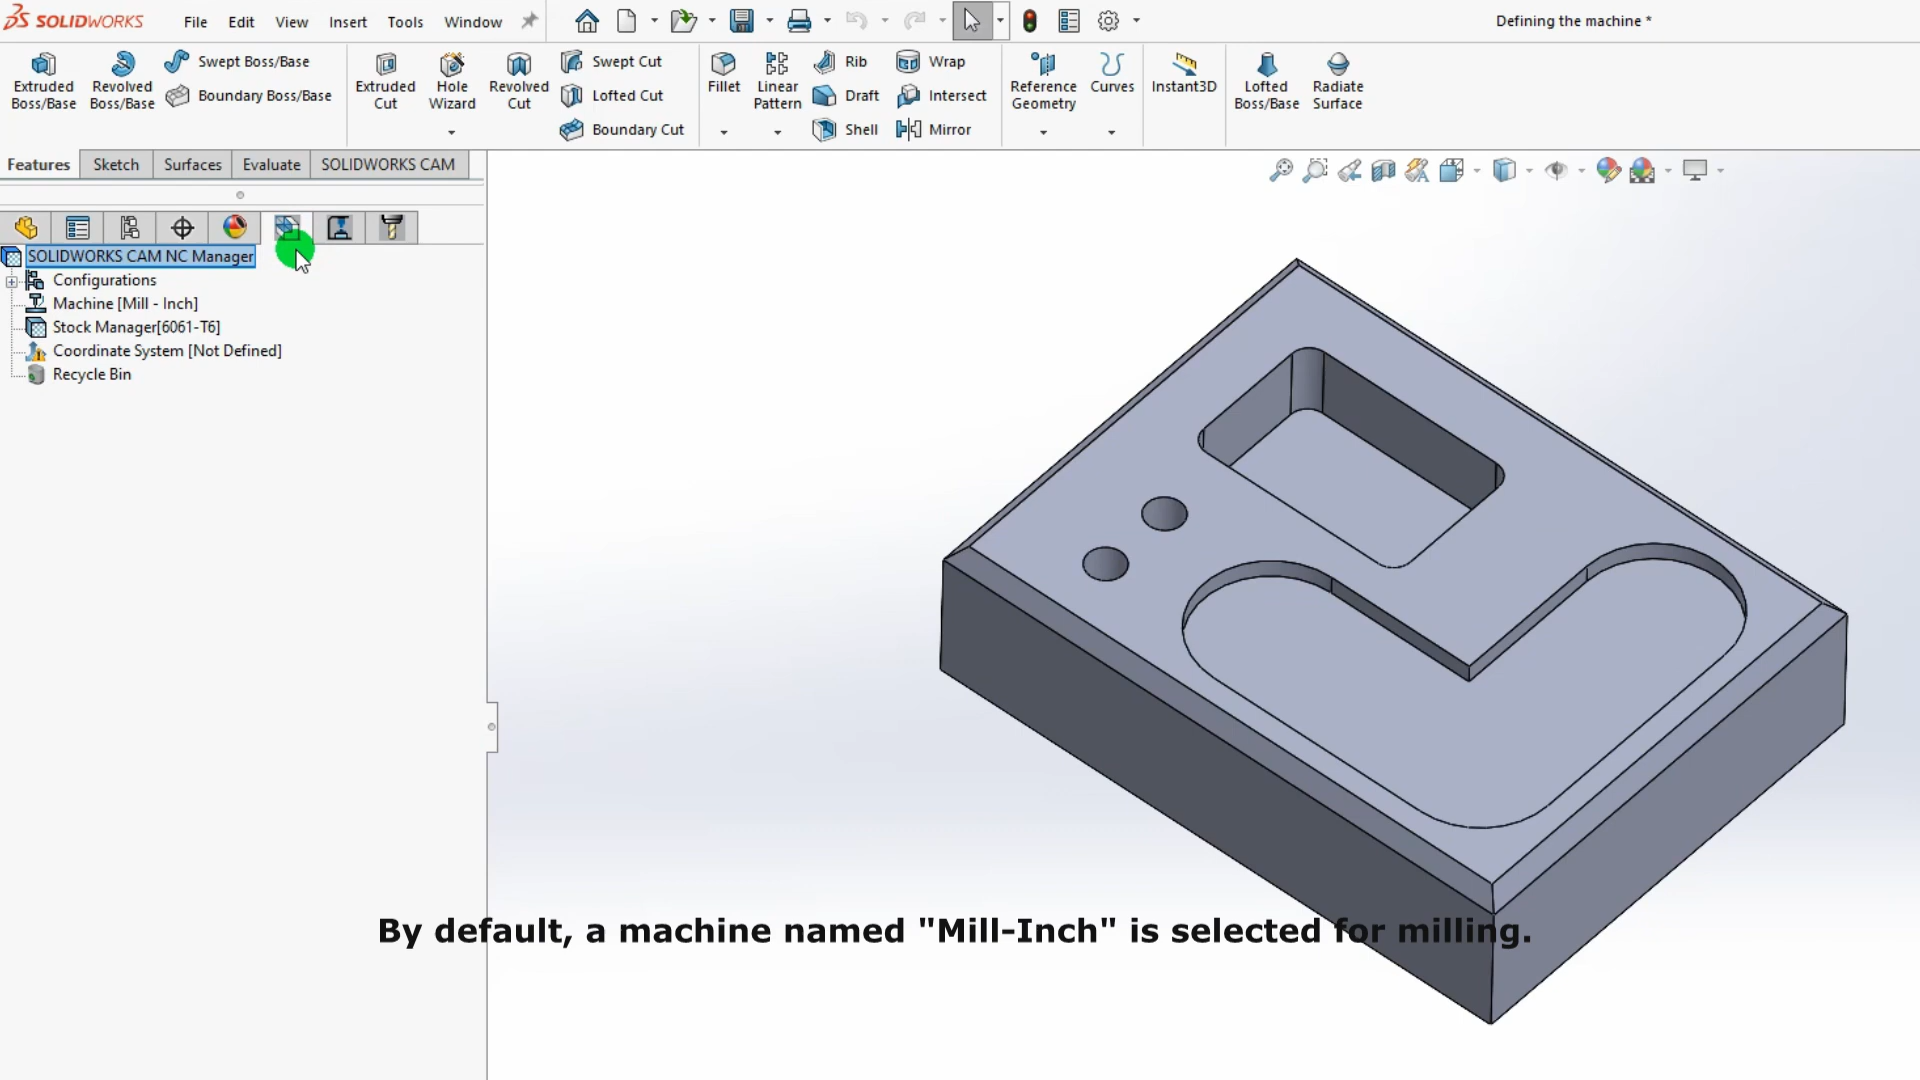 SOLIDWORKS File Edit View Insert Tools Window Defining the machine *
Extruded Boss/Base
Revolved Boss/Base
Swept Boss/Base
Boundary Boss/Base
Extruded Cut
Hole Wizard
Revolved Cut
Swept Cut
Lofted Cut
Boundary Cut
Fillet
Linear Pattern
Rib
Draft
Shell
Wrap
Intersect
Mirror
Reference Geometry
Curves
Instant3D
Lofted Boss/Base
Radiate Surface
Features Sketch Surfaces Evaluate SOLIDWORKS CAM
SOLIDWORKS CAM NC Manager
Configurations
Machine [Mill - Inch]
Stock Manager[6061-T6]
Coordinate System [Not Defined]
Recycle Bin
By default, a machine named "Mill-Inch" is selected for milling.